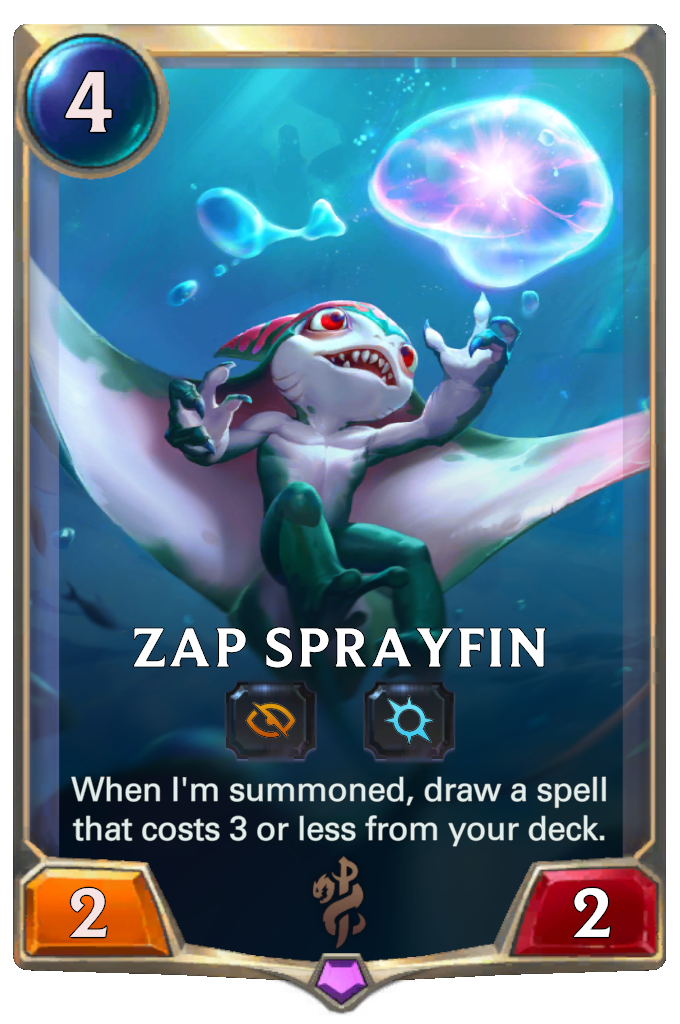 4
ZAP SPRAYFIN
When I'm summoned, draw a spell
that costs 3 or less from your deck.
2
2